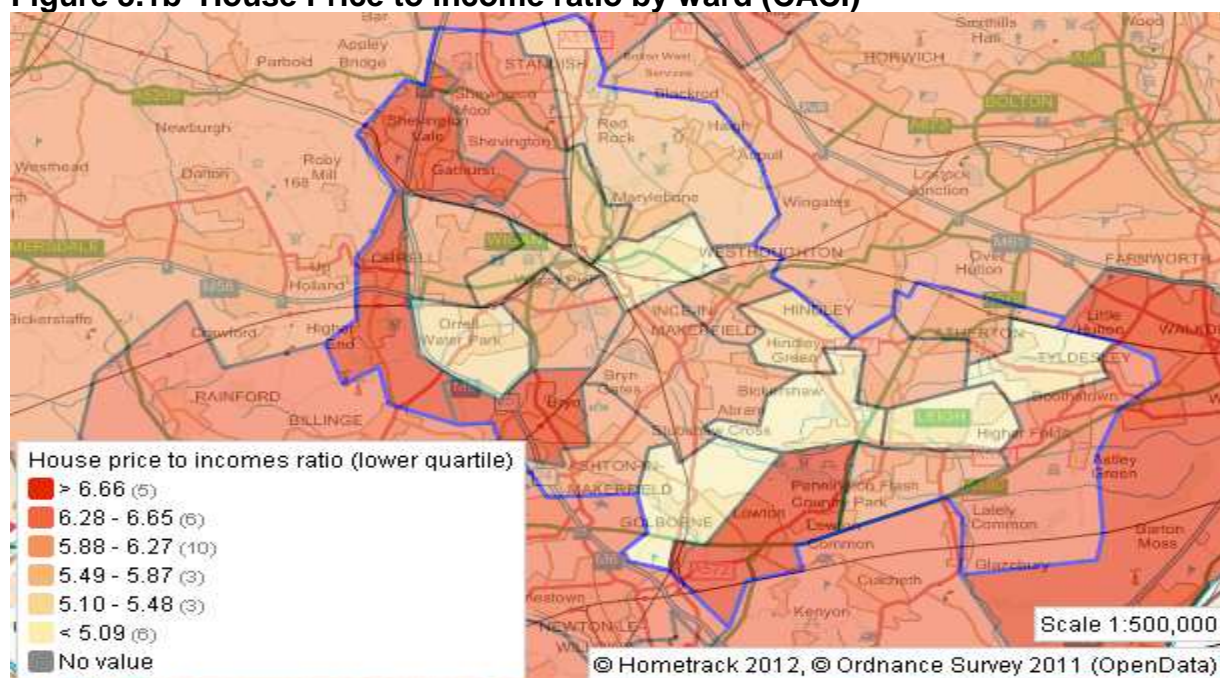 Figure 3.1b House Price to income ratio by ward (CACI)
Parbold
Appley
Bridge
STANDISH
Blackrod
HORWICH
Smithills
Hall
Wood
BOLTON
Newburgh
Shevington
Moor
Shevington
Vale
Shevington
Red
Rock
Haigh
Aspull
Westhead
Dalton
Roby
Mill
168
Gathurst
Marylebone
Wingates
Lostock
Junction
WIGAN
WESTHOUGHTON
M61
Over
Hulton
FARNWORTH
ORRELL
Up
Holland
Bickerstaffe
Crawford
Higher
End
Orrell
Water Park
INCE-IN-
MAKERFIELD
HINDLEY
Hindley
Green
ATHERTON
Little
Hulton
TYLDESLEY
RAINFORD
BILLINGE
Bryn
Bryn
Gates
Bickershaw
Abram
LEIGH
Higher Folds
Astley
Green
ASHTON-IN-
MAKERFIELD
GOLBORNE
Pennington Flash
Country Park
Lowton
Lowton
Common
Lately
Common
Glazebury
Barton
Moss
Culcheth
Kenyon
NEWTON-LE-
House price to incomes ratio (lower quartile)
> 6.66 (5)
6.28 - 6.65 (6)
5.88 - 6.27 (10)
5.49 - 5.87 (3)
5.10 - 5.48 (3)
< 5.09 (6)
No value
Scale 1:500,000
© Hometrack 2012, © Ordnance Survey 2011 (OpenData)